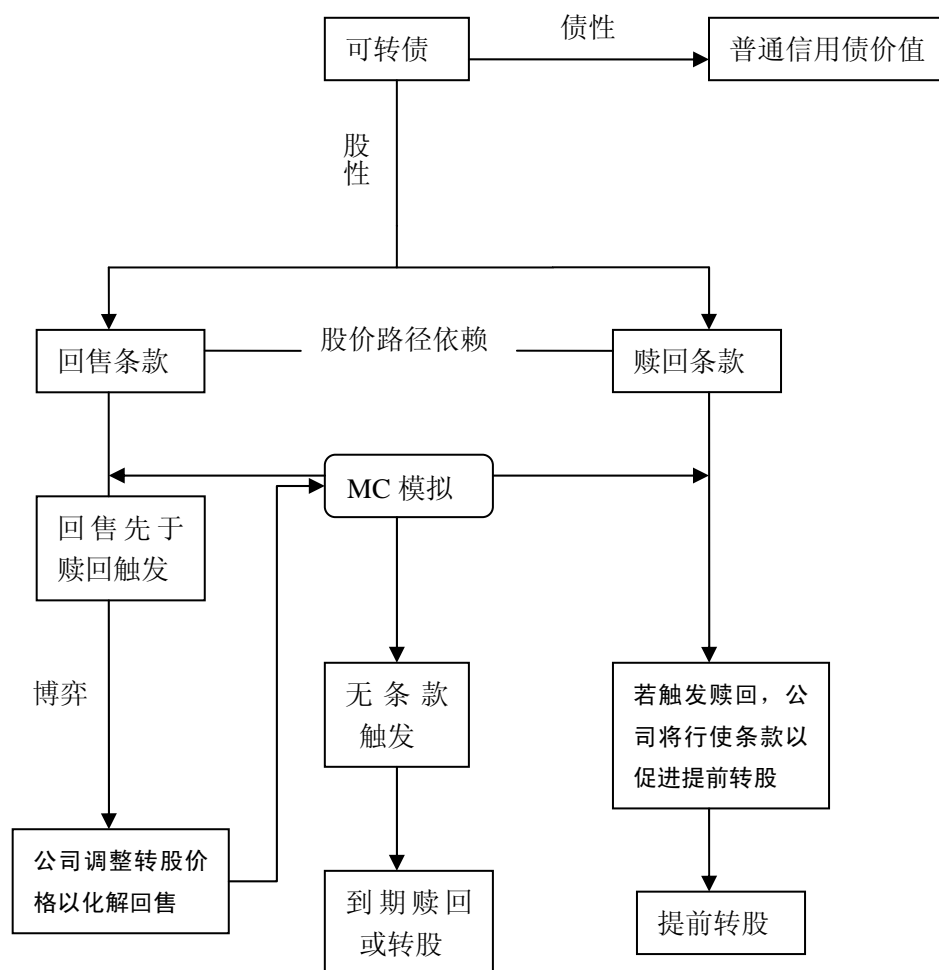 债性
可转债
普通信用债价值
股
性
股价路径依赖
回售条款
赎回条款
MC 模拟
回售先于
赎回触发
博弈
无条款
触发
若触发赎回，公
司将行使条款以
促进提前转股
公司调整转股价
格以化解回售
到期赎回
或转股
提前转股